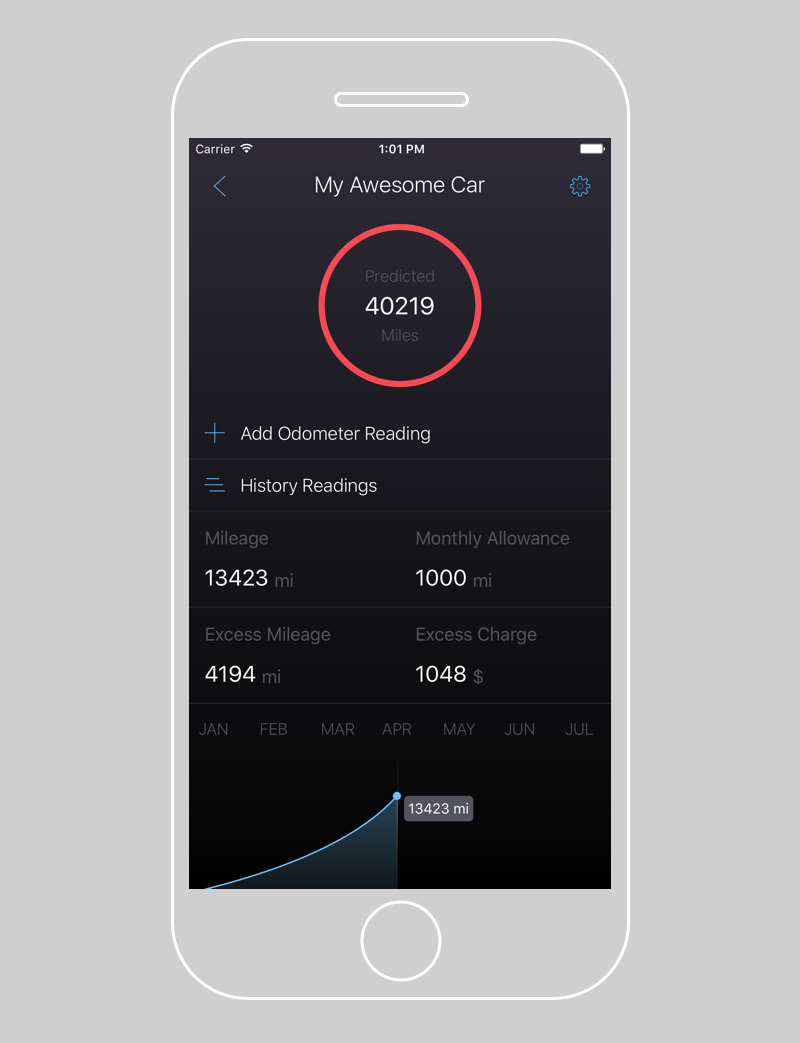 Carrier 1:01 PM
My Awesome Car
Predicted
40219
Miles
Add Odometer Reading
History Readings
Mileage Monthly Allowance
13423 mi 1000 mi
Excess Mileage Excess Charge
4194 mi 1048 $
JAN FEB MAR APR MAY JUN JUL
13423 mi